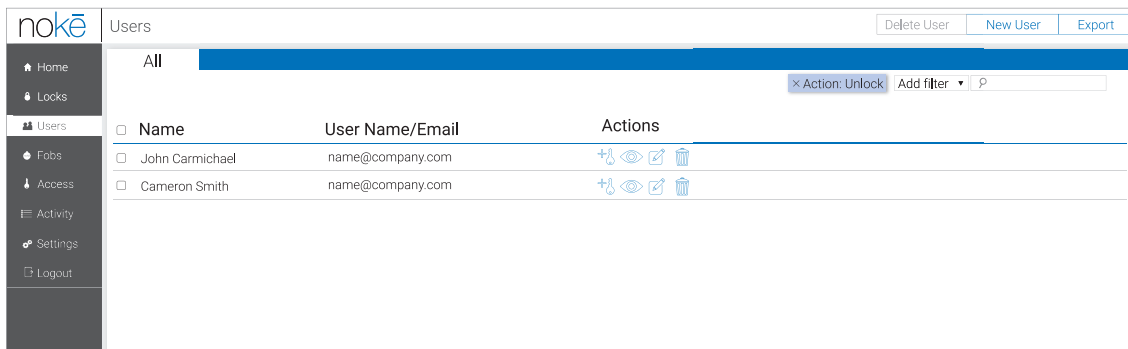 nokē
Users
Delete User
New User
Export
Home
Locks
Users
Fobs
Access
Activity
Settings
Logout
All
× Action: Unlock
Add filter
Name User Name/Email Actions
John Carmichael name@company.com
Cameron Smith name@company.com